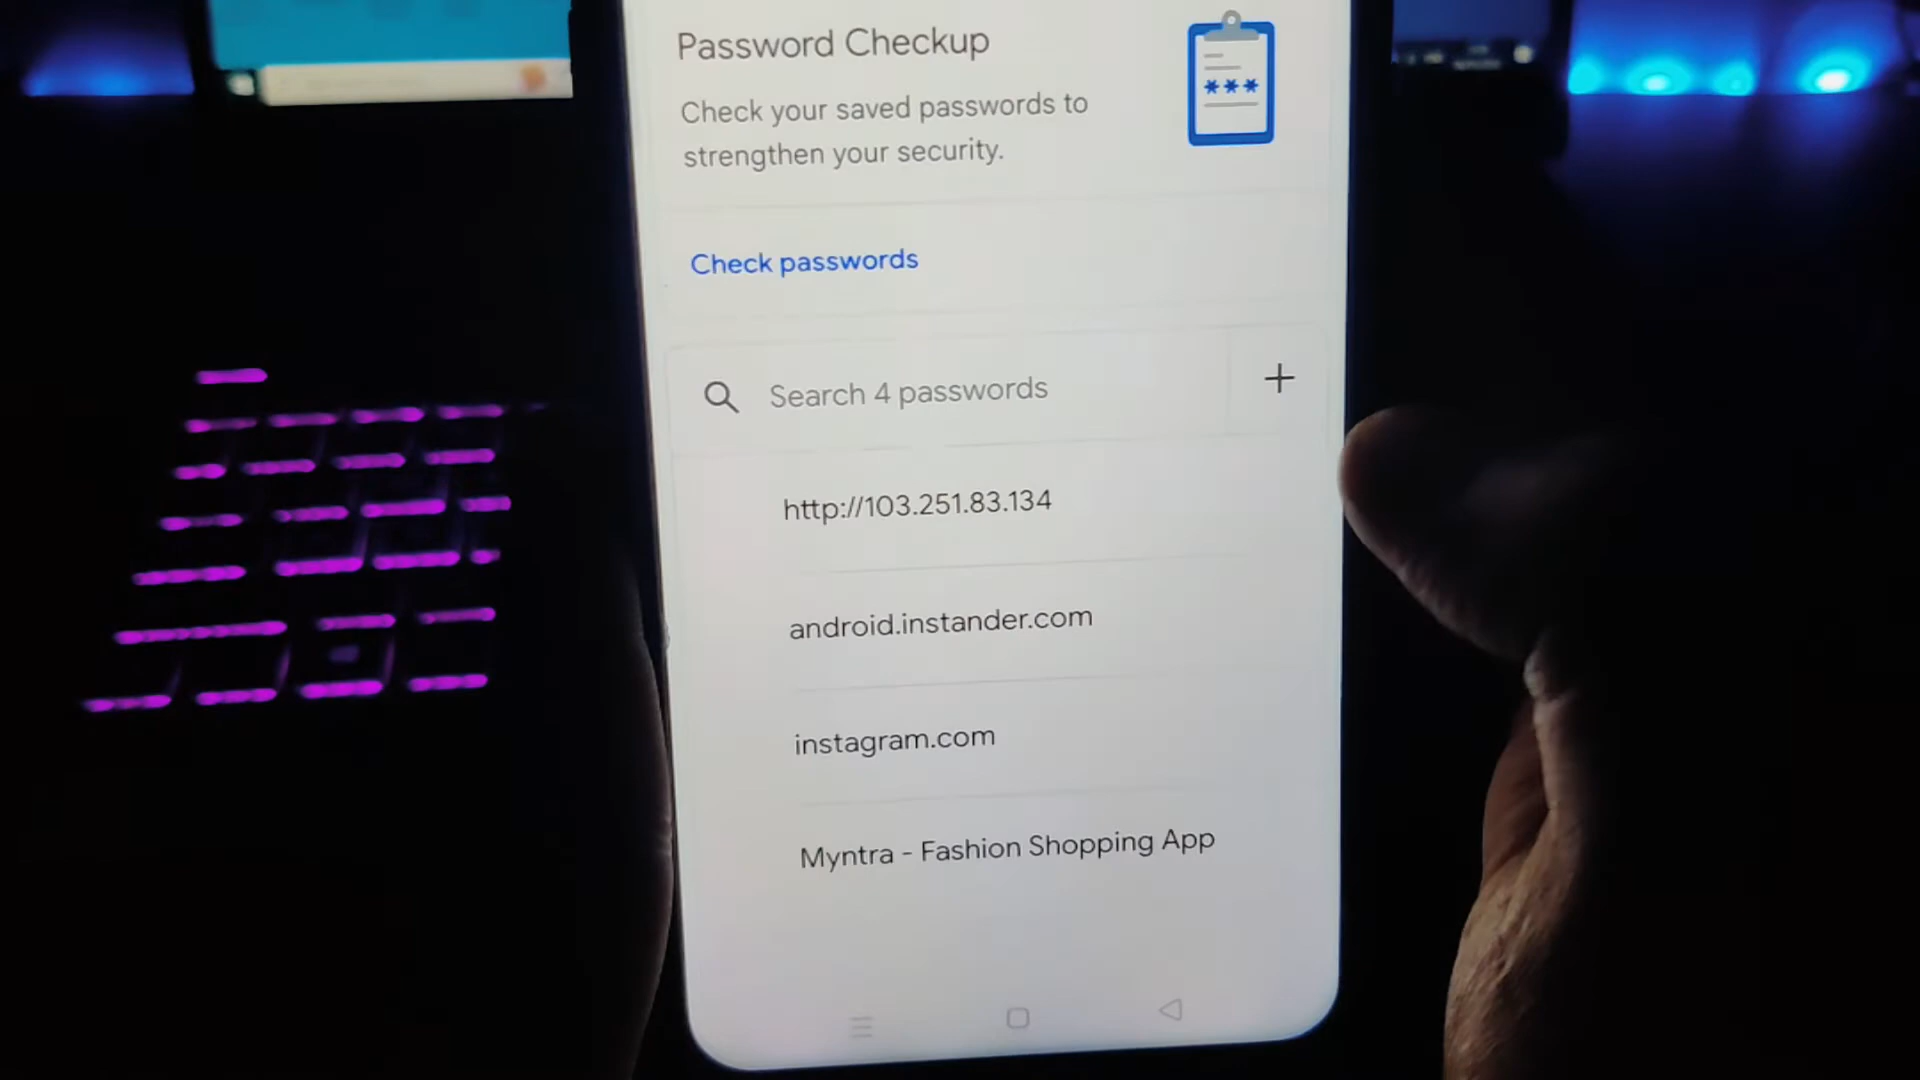 Password Checkup
Check your saved passwords to
strengthen your security.
***
Check passwords
Search 4 passwords
http://103.251.83.134
android.instander.com
instagram.com
Myntra - Fashion Shopping App